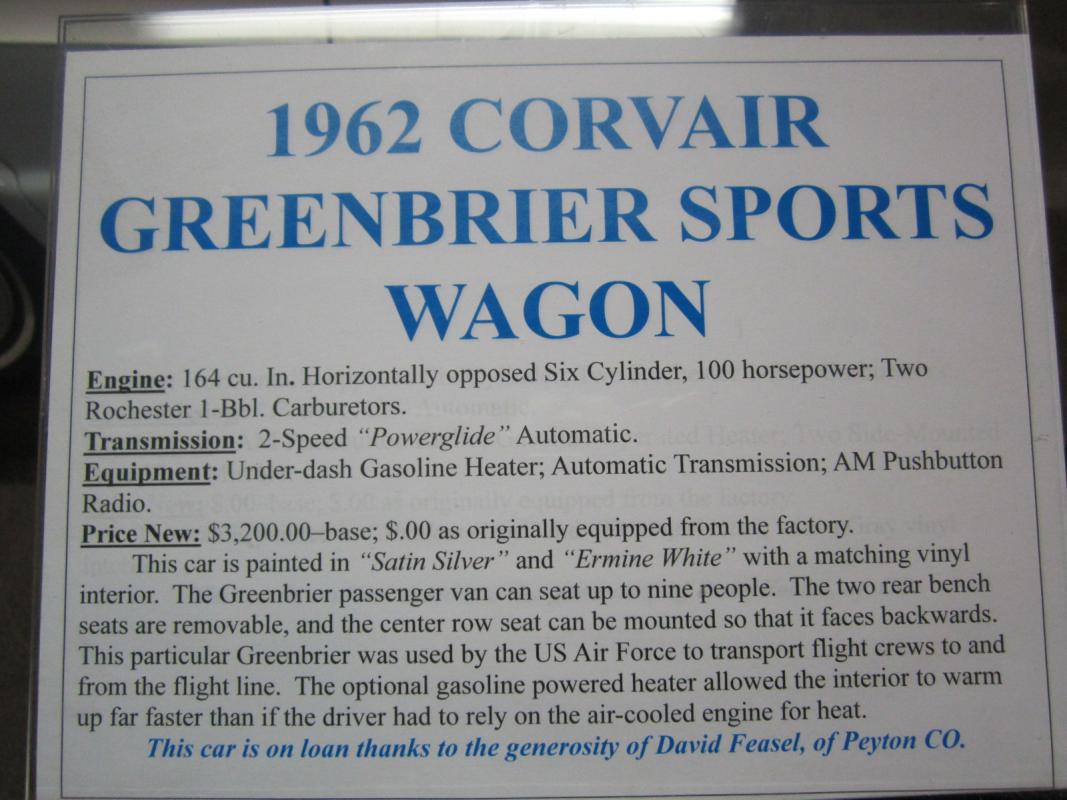 1962 CORVAIR
GREENBRIER SPORTS
WAGON
Engine: 164 cu. In. Horizontally opposed Six Cylinder, 100 horsepower; Two
Rochester 1-Bbl. Carburetors.
Transmission: 2-Speed “Powerglide” Automatic.
Equipment: Under-dash Gasoline Heater; Automatic Transmission; AM Pushbutton
Radio.
Price New: $3,200.00–base; $.00 as originally equipped from the factory.
This car is painted in “Satin Silver” and “Ermine White” with a matching vinyl
interior. The Greenbrier passenger van can seat up to nine people. The two rear bench
seats are removable, and the center row seat can be mounted so that it faces backwards.
This particular Greenbrier was used by the US Air Force to transport flight crews to and
from the flight line. The optional gasoline powered heater allowed the interior to warm
up far faster than if the driver had to rely on the air-cooled engine for heat.
This car is on loan thanks to the generosity of David Feasel, of Peyton CO.